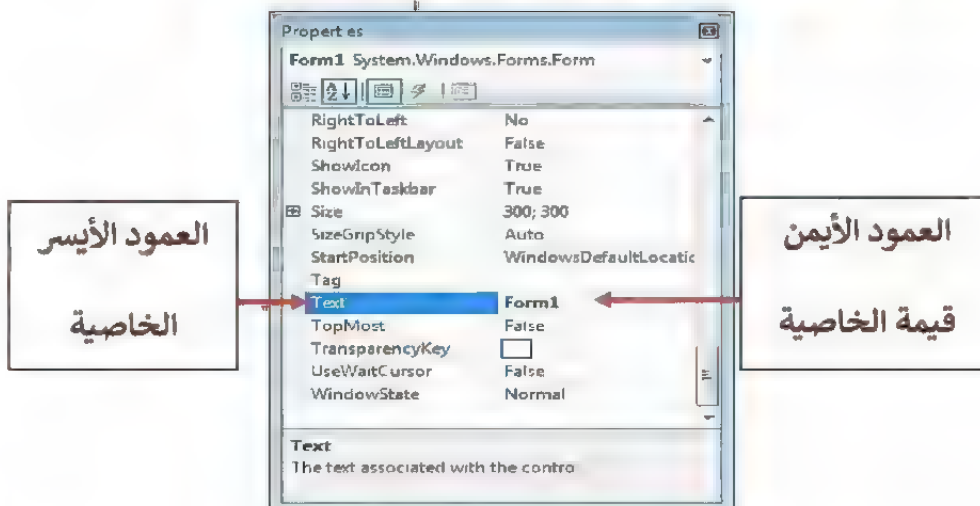 Propert es
Form1 System.Windows.Forms.Form
RightToLeft No
RightToLeftLayout False
ShowIcon True
ShowInTaskbar True
Size 300; 300
SizeGripStyle Auto
StartPosition WindowsDefaultLocatic
Tag
Text Form1
TopMost False
TransparencyKey
UseWaitCursor False
WindowState Normal
Text
The text associated with the contro
العمود الأيمن
قيمة الخاصية
العمود الأيسر
الخاصية